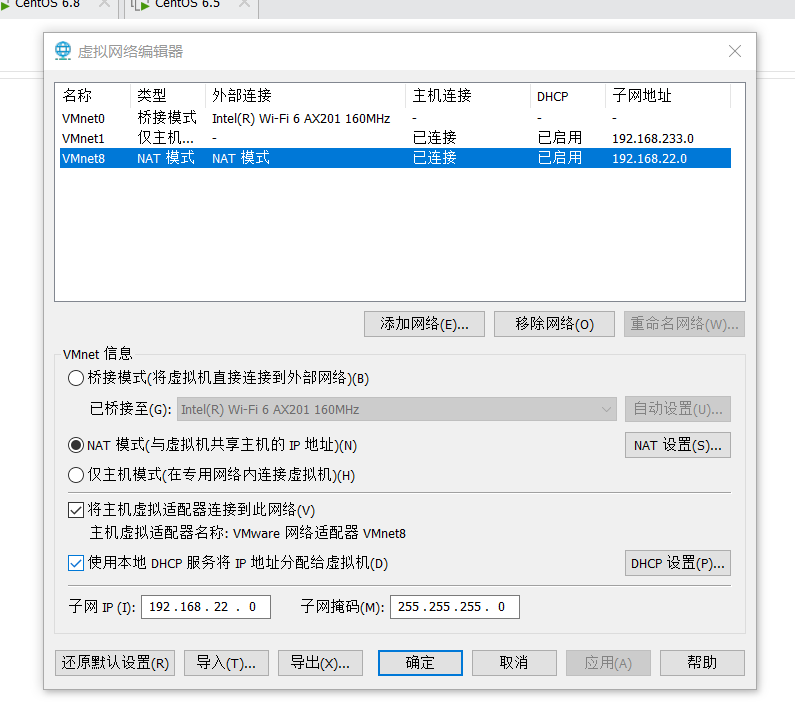 CentOS 6.8 CentOS 6.5
虚拟网络编辑器
名称 类型 外部连接 主机连接 DHCP 子网地址
VMnet0 桥接模式 Intel(R) Wi-Fi 6 AX201 160MHz - - -
VMnet1 仅主机... - 已连接 已启用 192.168.233.0
VMnet8 NAT 模式 NAT 模式 已连接 已启用 192.168.22.0
添加网络(E)... 移除网络(O) 重命名网络(W)...
VMnet 信息
桥接模式(将虚拟机直接连接到外部网络)(B)
已桥接至(G): Intel(R) Wi-Fi 6 AX201 160MHz 自动设置(U)...
NAT 模式(与虚拟机共享主机的 IP 地址)(N) NAT 设置(S)...
仅主机模式(在专用网络内连接虚拟机)(H)
将主机虚拟适配器连接到此网络(V)
主机虚拟适配器名称: VMware 网络适配器 VMnet8
使用本地 DHCP 服务将 IP 地址分配给虚拟机(D) DHCP 设置(P)...
子网 IP (I): 192 . 168 . 22 . 0 子网掩码(M): 255 . 255 . 255 . 0
还原默认设置(R) 导入(T)... 导出(X)... 确定 取消 应用(A) 帮助